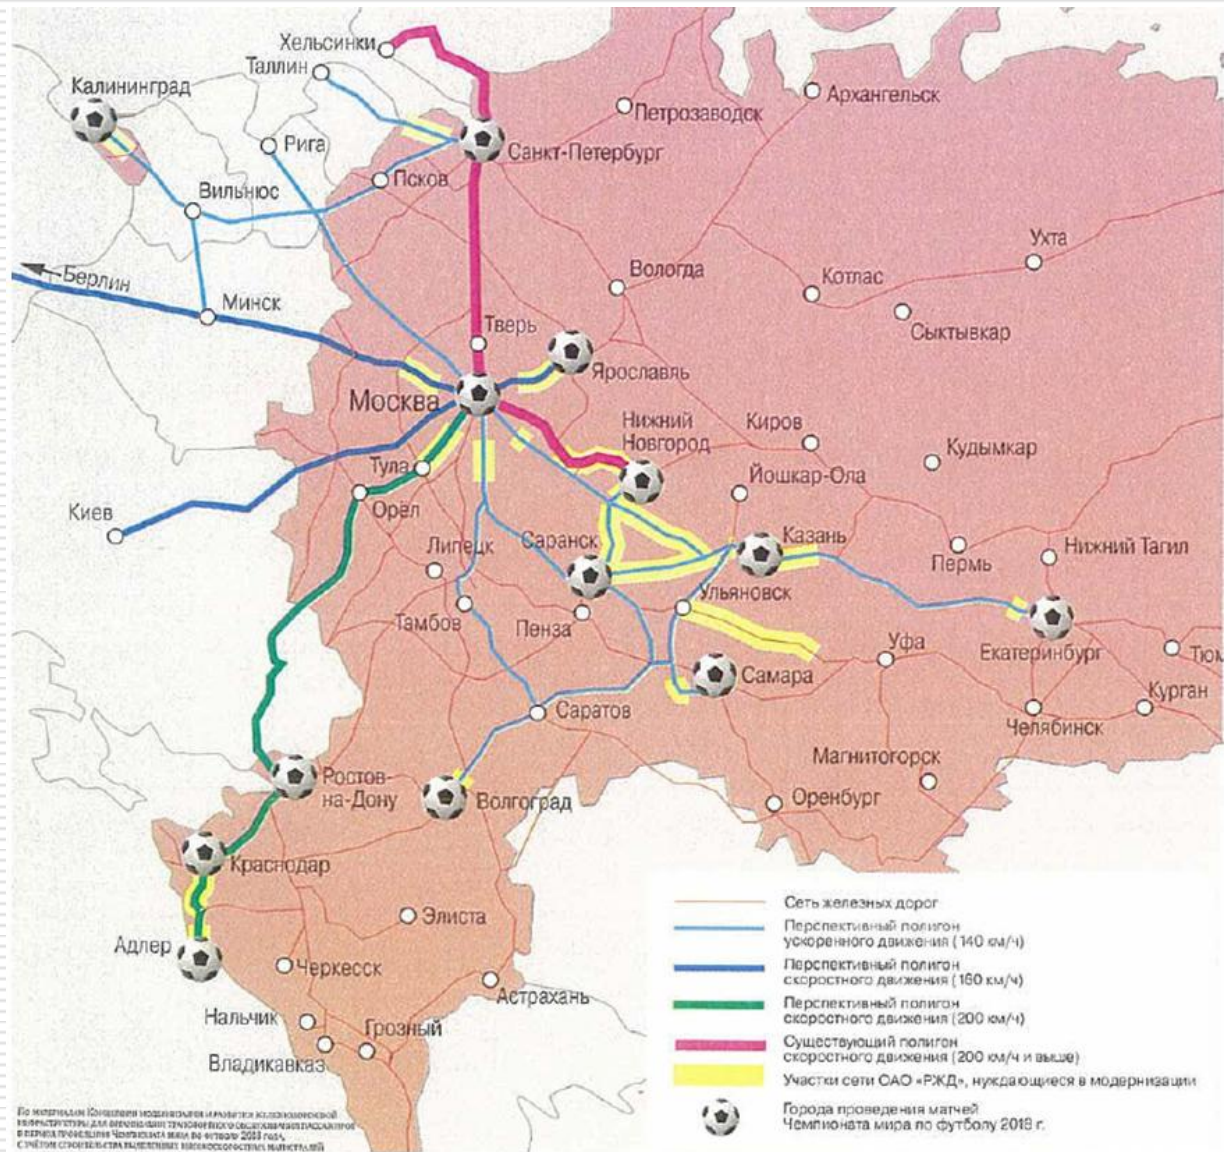 Хельсинки
Таллин
Калининград
Рига
Петрозаводск
Архангельск
Санкт-Петербург
Псков
Вильнюс
Ухта
Берлин
Вологда
Котлас
Минск
Сыктывкар
Тверь
Ярославль
Москва
Нижний
Новгород
Киров
Кудымкар
Тула
Йошкар-Ола
Орёл
Киев
Липецк
Саранск
Казань
Пермь
Нижний Тагил
Ульяновск
Тамбов
Пенза
Уфа
Екатеринбург
Тюм
Самара
Курган
Саратов
Челябинск
Магнитогорск
Ростов-
на-Дону
Волгоград
Оренбург
Краснодар
Элиста
Адлер
Черкесск
Астрахань
Нальчик
Грозный
Владикавказ
Сеть железных дорог
Перспективный полигон
ускоренного движения (140 км/ч)
Перспективный полигон
скоростного движения (160 км/ч)
Перспективный полигон
скоростного движения (200 км/ч)
Существующий полигон
скоростного движения (200 км/ч и выше)
Участки сети ОАО «РЖД», нуждающиеся в модернизации
Города проведения матчей
Чемпионата мира по футболу 2018 г.